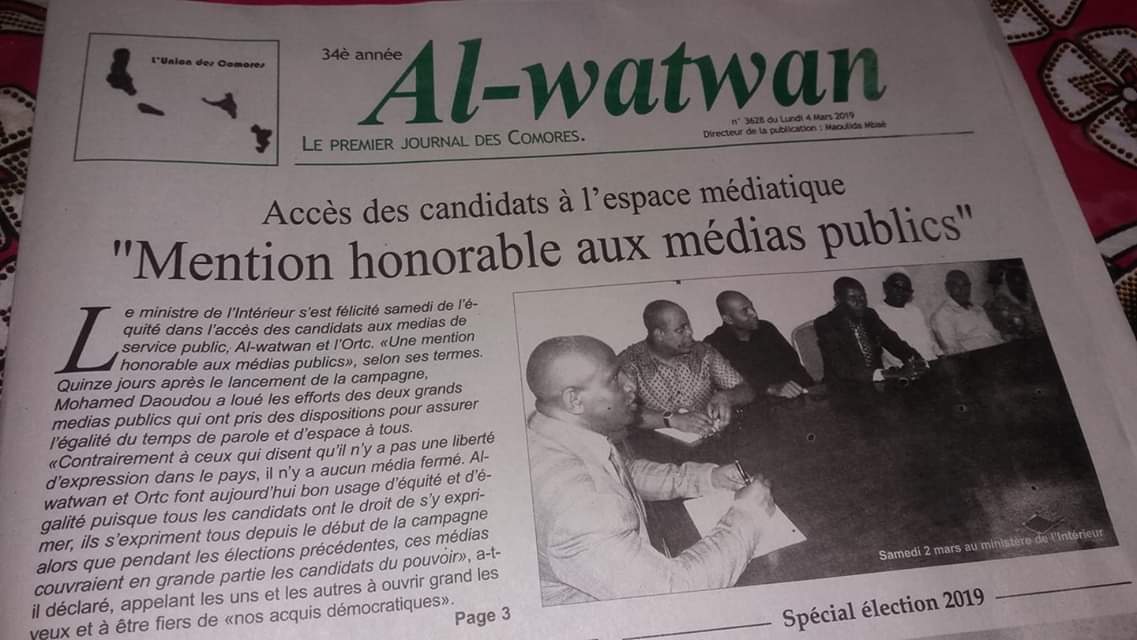 L'Union des Comores
34è année
Al-watwan
LE PREMIER JOURNAL DES COMORES.
n° 3628 du Lundi 4 Mars 2019
Directeur de la publication : Maoulida Mbaé
Accès des candidats à l'espace médiatique
"Mention honorable aux médias publics"
Le ministre de l'Intérieur s'est félicité samedi de l'é-
quité dans l'accès des candidats aux medias de
service public, Al-watwan et l'Ortc. «Une mention
honorable aux médias publics», selon ses termes.
Quinze jours après le lancement de la campagne,
Mohamed Daoudou a loué les efforts des deux grands
medias publics qui ont pris des dispositions pour assurer
l'égalité du temps de parole et d'espace à tous.
«Contrairement à ceux qui disent qu'il n'y a pas une liberté
d'expression dans le pays, il n'y a aucun média fermé. Al-
watwan et Ortc font aujourd'hui bon usage d'équité et d'é-
galité puisque tous les candidats ont le droit de s'y expri-
mer, ils s'expriment tous depuis le début de la campagne
alors que pendant les élections précédentes, ces médias
couvraient en grande partie les candidats du pouvoir», a-t-
il déclaré, appelant les uns et les autres à ouvrir grand les
yeux et à être fiers de «nos acquis démocratiques».
Page 3
Samedi 2 mars au ministère de l'Intérieur
Spécial élection 2019